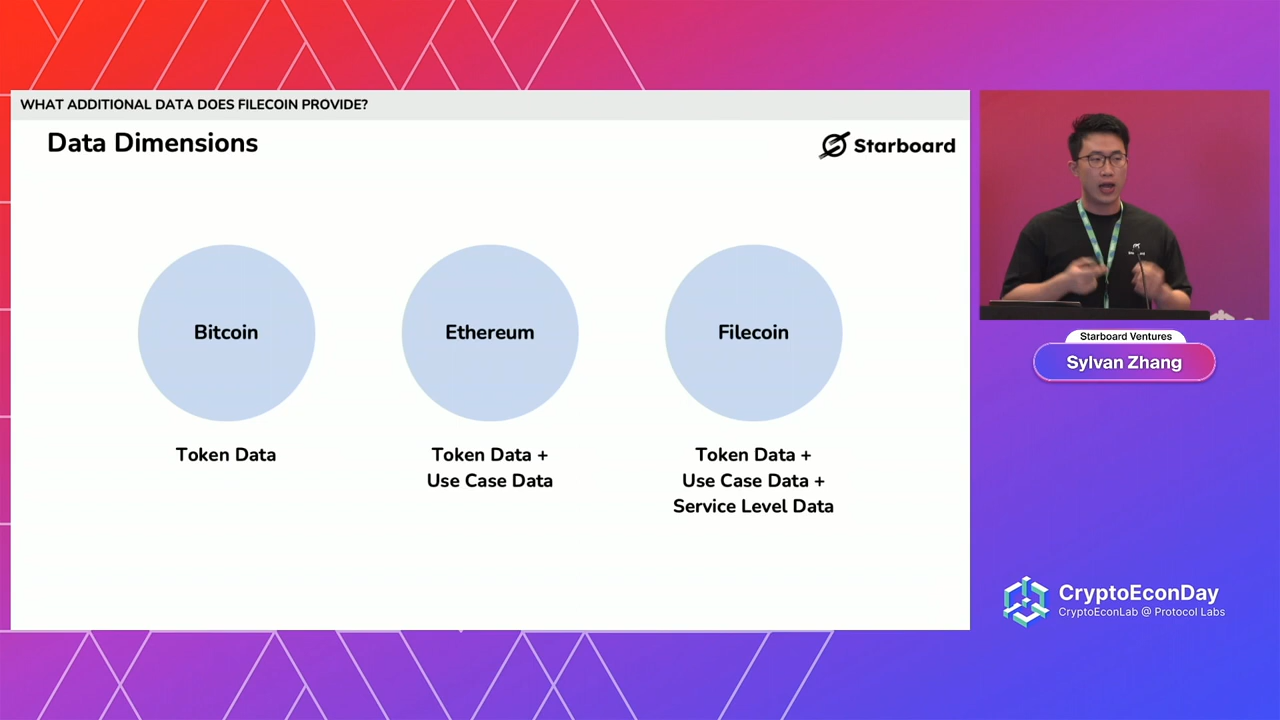 WHAT ADDITIONAL DATA DOES FILECOIN PROVIDE?
Data Dimensions
Starboard
Bitcoin
Ethereum
Filecoin
Token Data
Token Data +
Use Case Data
Token Data +
Use Case Data +
Service Level Data
Starboard Ventures
Sylvan Zhang
CryptoEconDay
CryptoEconLab @ Protocol Labs